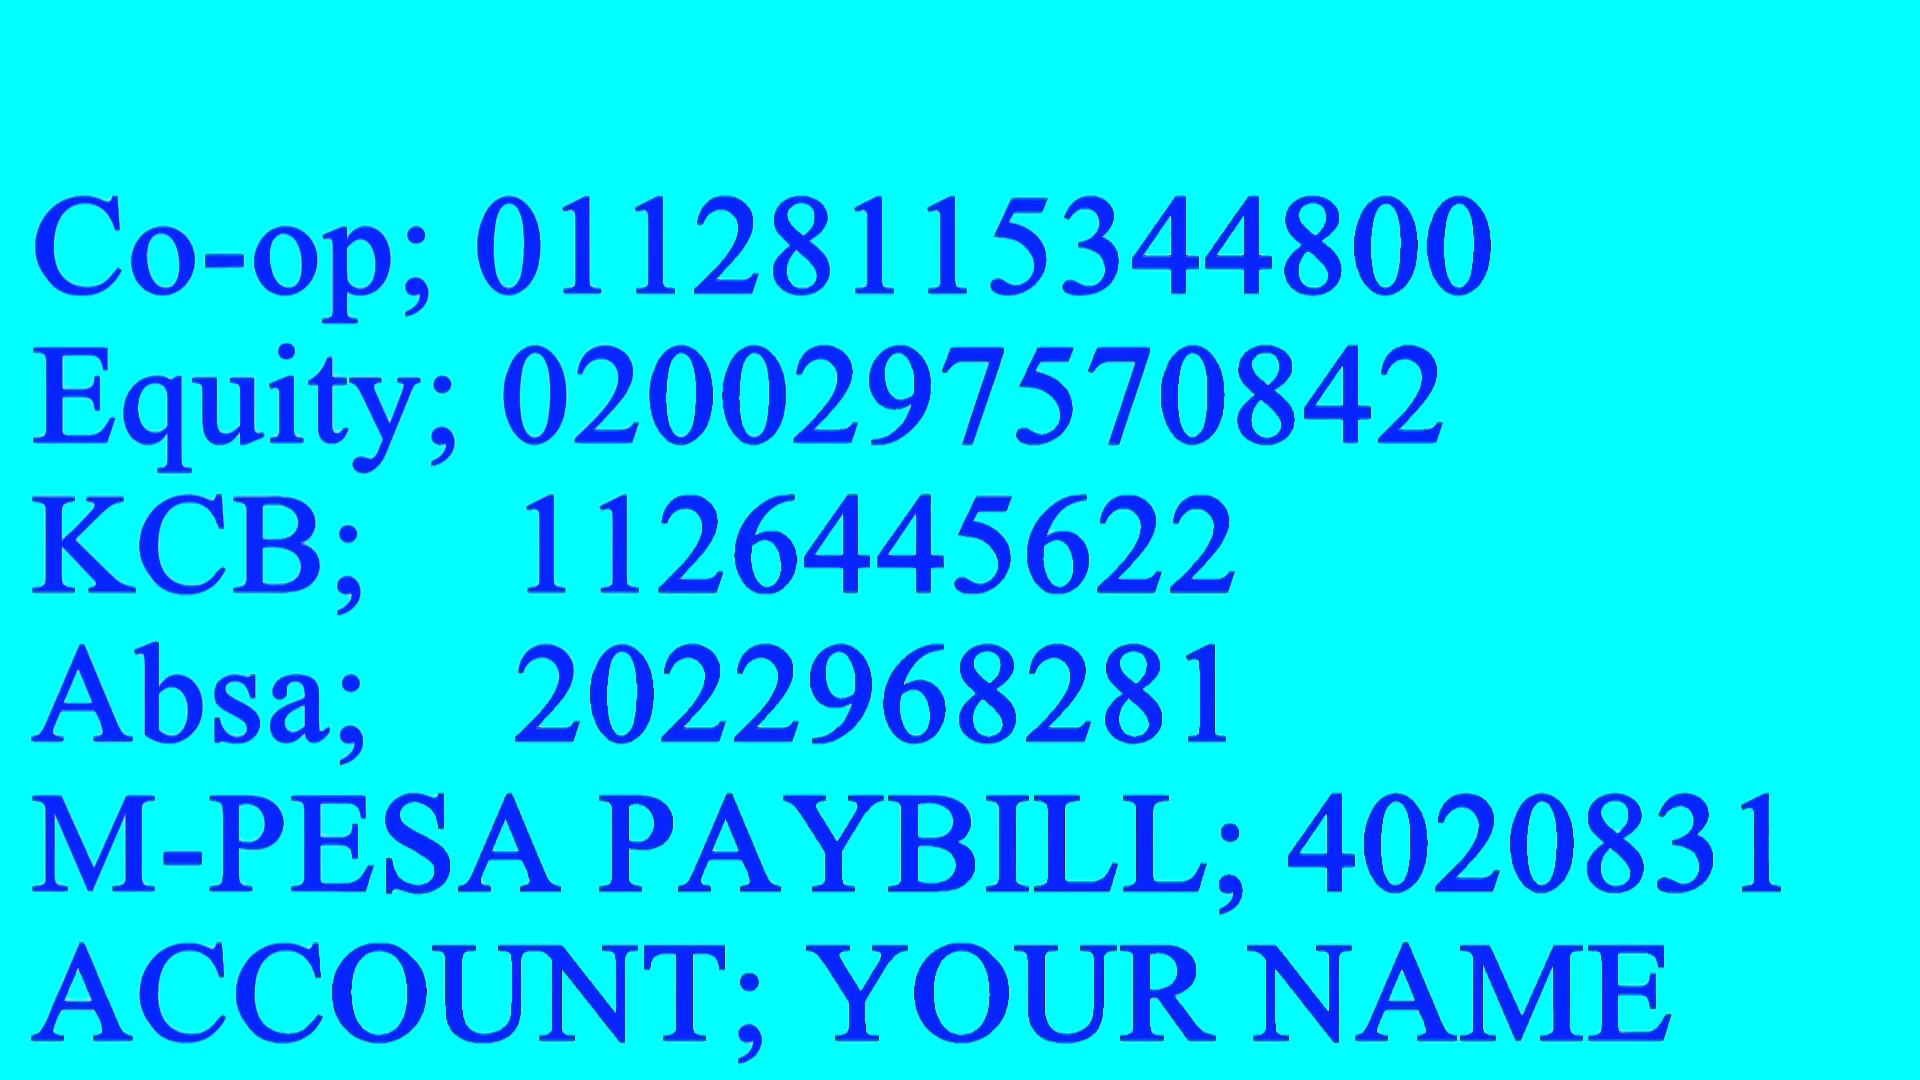 Co-op; 01128115344800
Equity; 0200297570842
KCB; 1126445622
Absa; 2022968281
M-PESA PAYBILL; 4020831
ACCOUNT; YOUR NAME